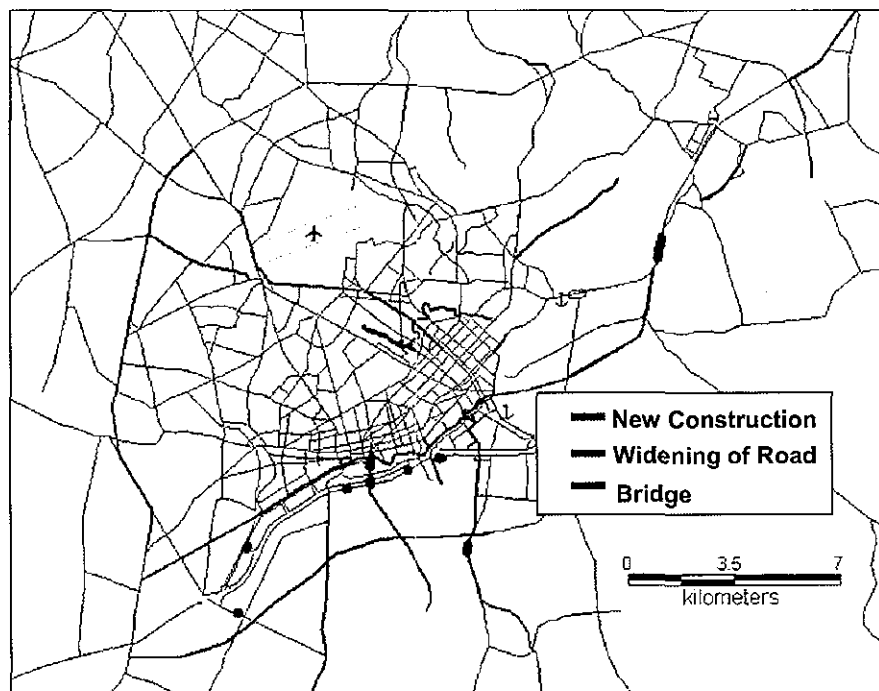 New Construction
Widening of Road
Bridge
0 3.5 7
kilometers